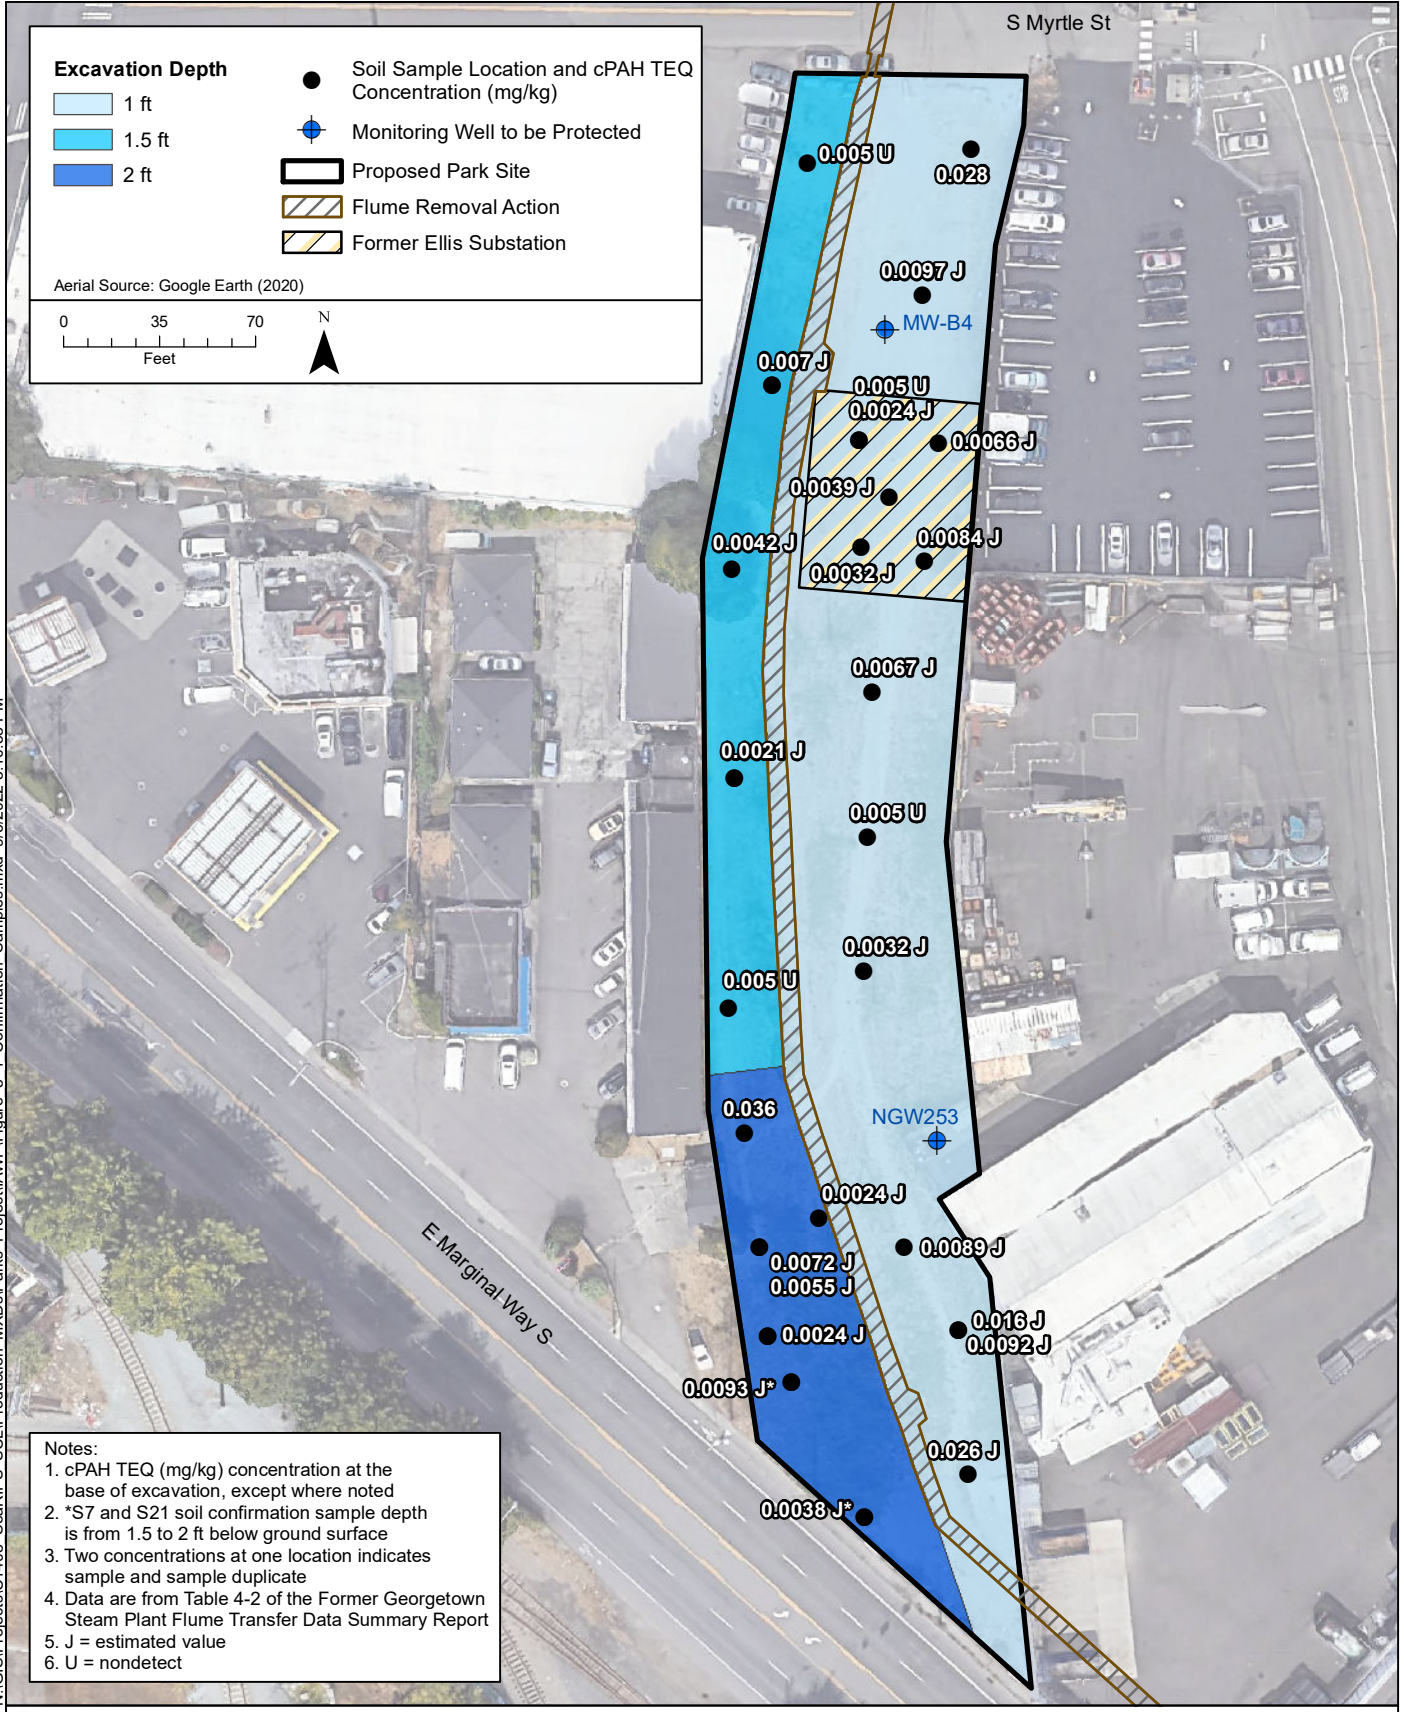 S Myrtle St
Excavation Depth
1 ft
1.5 ft
2 ft
Soil Sample Location and cPAH TEQ
Concentration (mg/kg)
Monitoring Well to be Protected
Proposed Park Site
Flume Removal Action
Former Ellis Substation
Aerial Source: Google Earth (2020)
0 35 70
Feet
N
0.005 U
0.028
0.0097 J
MW-B4
0.007 J
0.005 U
0.0024 J
0.0066 J
0.0039 J
0.0042 J
0.0084 J
0.0032 J
0.0067 J
0.0021 J
0.005 U
0.0032 J
0.005 U
0.036
NGW253
0.0024 J
0.0089 J
0.0072 J
0.0055 J
0.016 J
0.0092 J
0.0024 J
0.0093 J*
0.026 J
0.0038 J*
E Marginal Way S
Notes:
1. cPAH TEQ (mg/kg) concentration at the
base of excavation, except where noted
2. *S7 and S21 soil confirmation sample depth
is from 1.5 to 2 ft below ground surface
3. Two concentrations at one location indicates
sample and sample duplicate
4. Data are from Table 4-2 of the Former Georgetown
Steam Plant Flume Transfer Data Summary Report
5. J = estimated value
6. U = nondetect